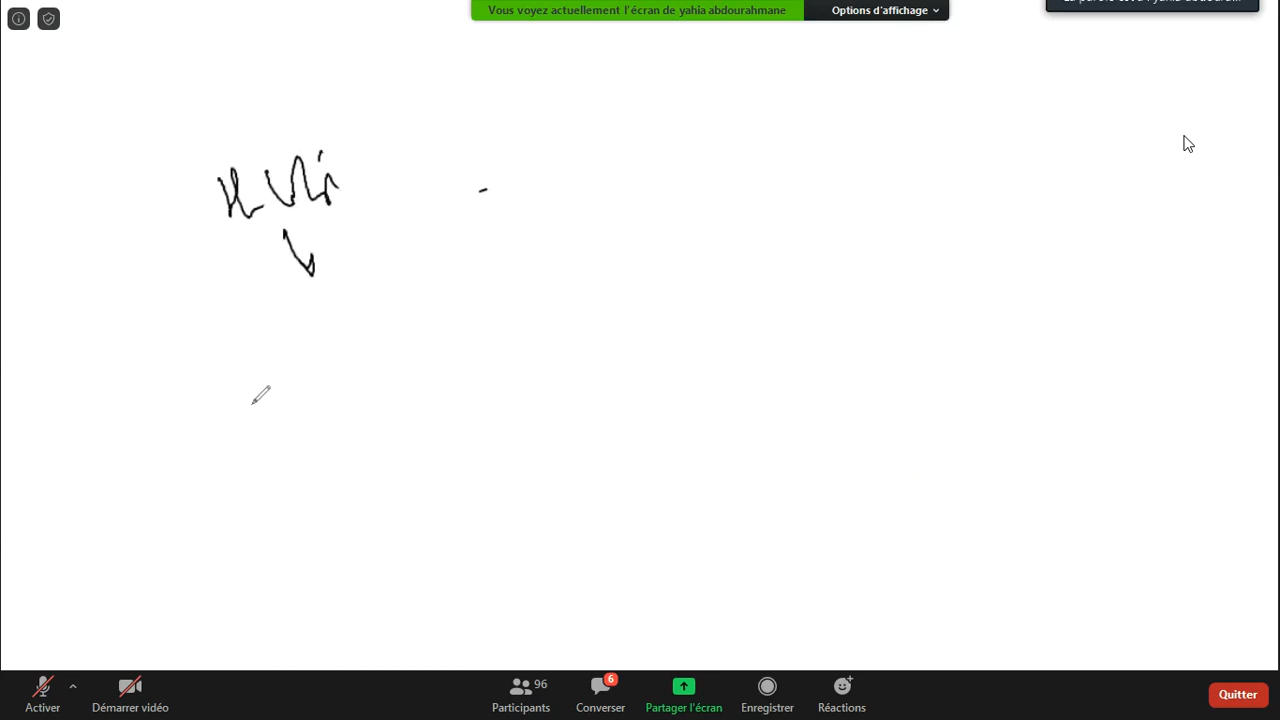 Vous voyez actuellement l'écran de yahia abdourahmane Options d'affichage
Activer
Démarrer vidéo
96
Participants
6
Converser
Partager l'écran
Enregistrer
Réactions
Quitter